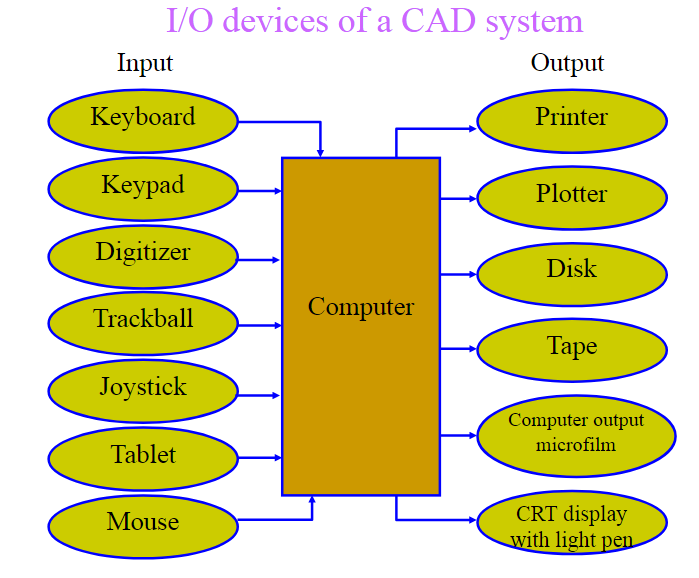 I/O devices of a CAD system
Input
Output
Keyboard
Keypad
Digitizer
Trackball
Joystick
Tablet
Mouse
Computer
Printer
Plotter
Disk
Tape
Computer output
microfilm
CRT display
with light pen